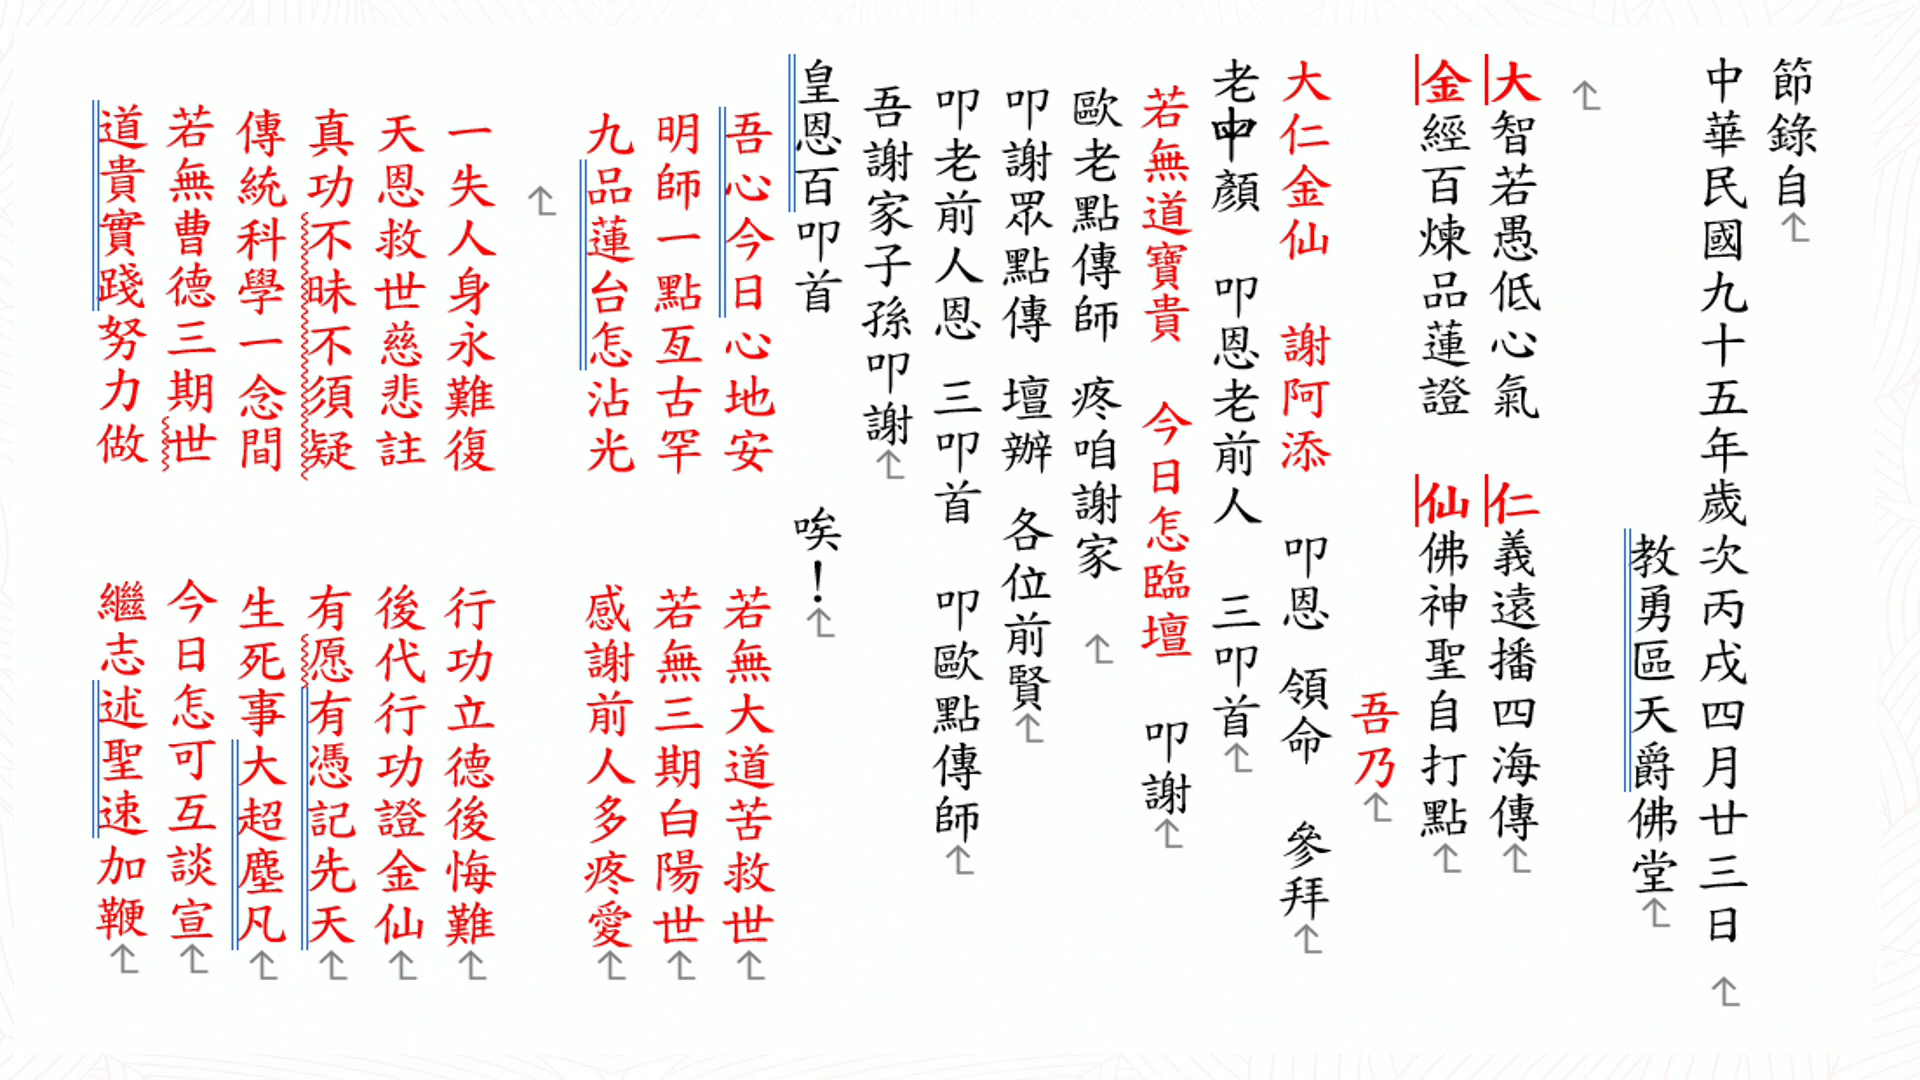 節錄自
中華民國九十五年歲次丙戌四月廿三日
教勇區天爵佛堂
大智若愚低心氣　仁義遠播四海傳
金經百煉品蓮證　仙佛神聖自打點
吾乃
大仁金仙　謝阿添　叩恩　領命　參拜
老中顏　叩恩老前人　三叩首
若無道寶貴　今日怎臨壇　叩謝
歐老點傳師　疼咱謝家
叩謝眾點傳　壇辦　各位前賢
叩老前人恩　三叩首　叩歐點傳師
吾謝家子孫叩謝
皇恩百叩首　　　唉！
吾心今日心地安　若無大道苦救世
明師一點亙古罕　若無三期白陽世
九品蓮台怎沾光　感謝前人多疼愛
一失人身永難復　行功立德後悔難
天恩救世慈悲註　後代行功證金仙
真功不昧不須疑　有愿有憑記先天
傳統科學一念間　生死事大超塵凡
若無曹德三期世　今日怎可互談宣
道貴實踐努力做　繼志述聖速加鞭